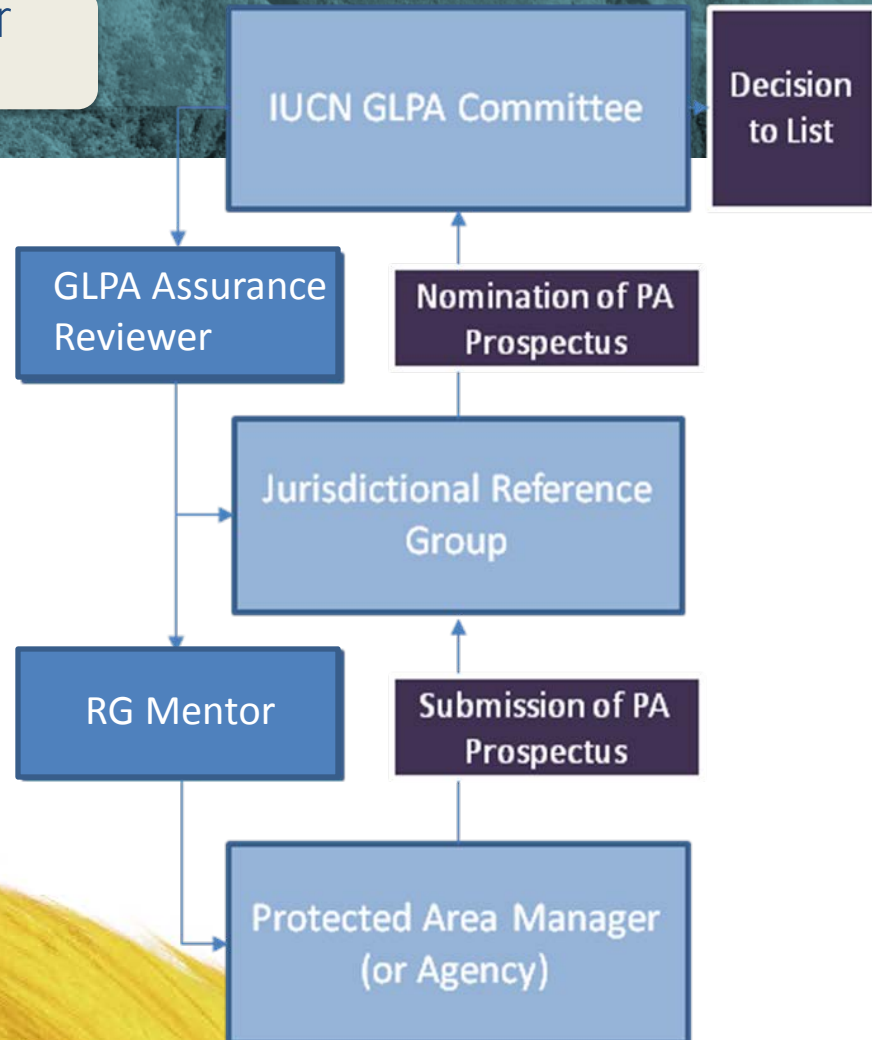 r
IUCN GLPA Committee
Decision
to List
GLPA Assurance
Reviewer
Nomination of PA
Prospectus
Jurisdictional Reference
Group
RG Mentor
Submission of PA
Prospectus
Protected Area Manager
(or Agency)